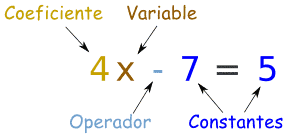 Coeficiente Variable
4x - 7 = 5
Operador Constantes